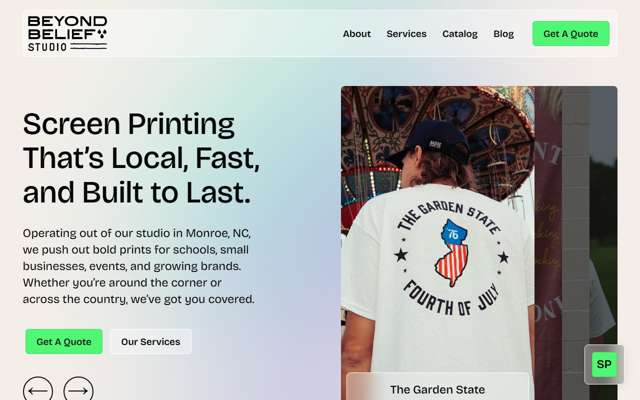 BEYOND
BELIEF
STUDIO
About Services Catalog Blog Get A Quote
Screen Printing
That's Local, Fast,
and Built to Last.
Operating out of our studio in Monroe, NC,
we push out bold prints for schools, small
businesses, events, and growing brands.
Whether you're around the corner or
across the country, we've got you covered.
Get A Quote Our Services
THE GARDEN STATE
76
FOURTH OF JULY
The Garden State
SP